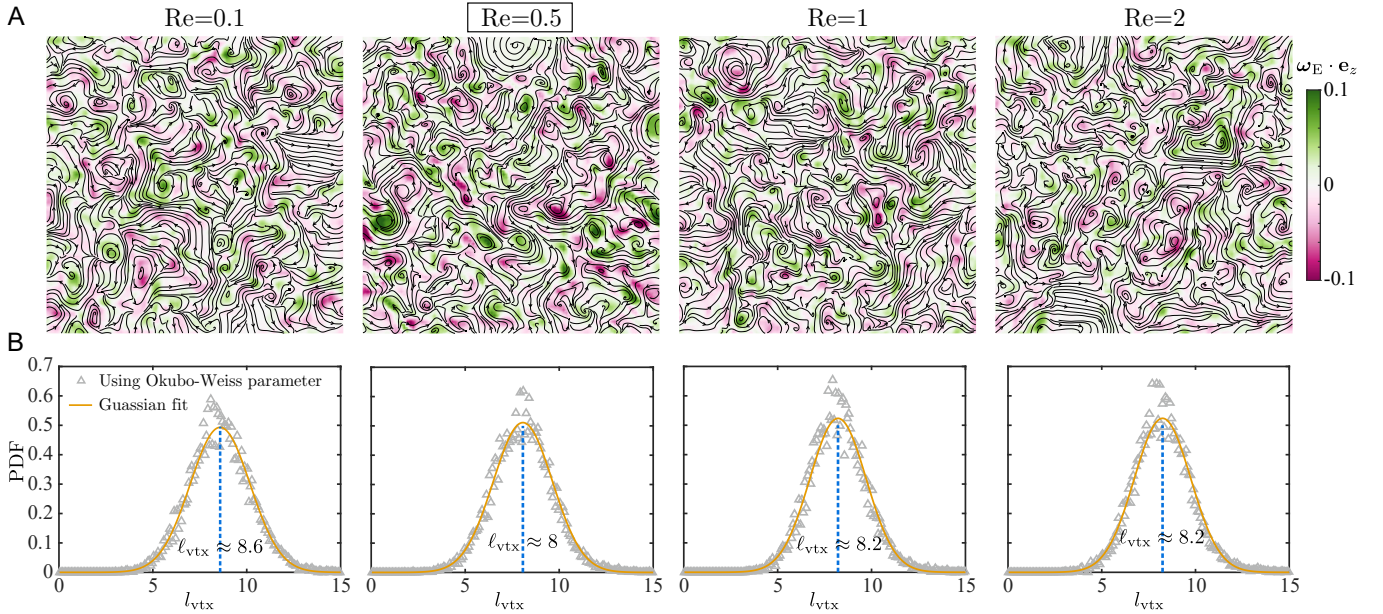 A
Re=0.1
Re=0.5
Re=1
Re=2
ω_E · e_z
0.1
0
-0.1
B
PDF
0.7
0.6
0.5
0.4
0.3
0.2
0.1
0
△ Using Okubo-Weiss parameter
Guassian fit
ℓ_vtx ≈ 8.6
0 5 10 15
l_vtx
ℓ_vtx ≈ 8
0 5 10 15
l_vtx
ℓ_vtx ≈ 8.2
0 5 10 15
l_vtx
ℓ_vtx ≈ 8.2
0 5 10 15
l_vtx